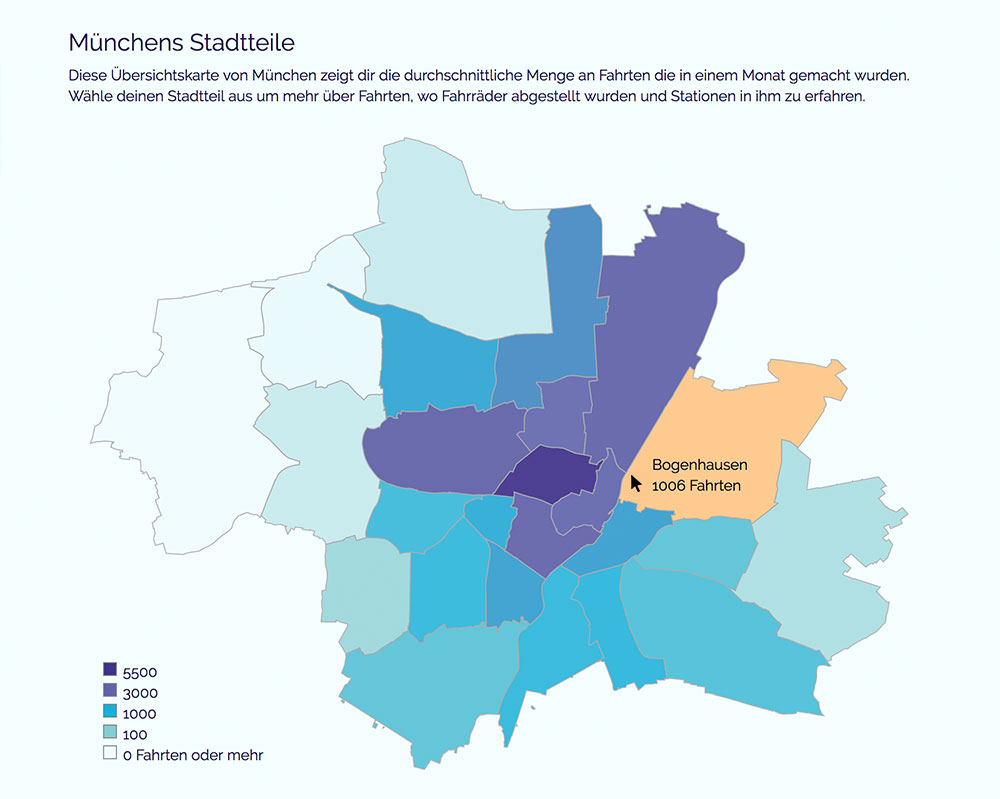 Münchens Stadtteile
Diese Übersichtskarte von München zeigt dir die durchschnittliche Menge an Fahrten die in einem Monat gemacht wurden.
Wähle deinen Stadtteil aus um mehr über Fahrten, wo Fahrräder abgestellt wurden und Stationen in ihm zu erfahren.
Bogenhausen
1006 Fahrten
5500
3000
1000
100
0 Fahrten oder mehr